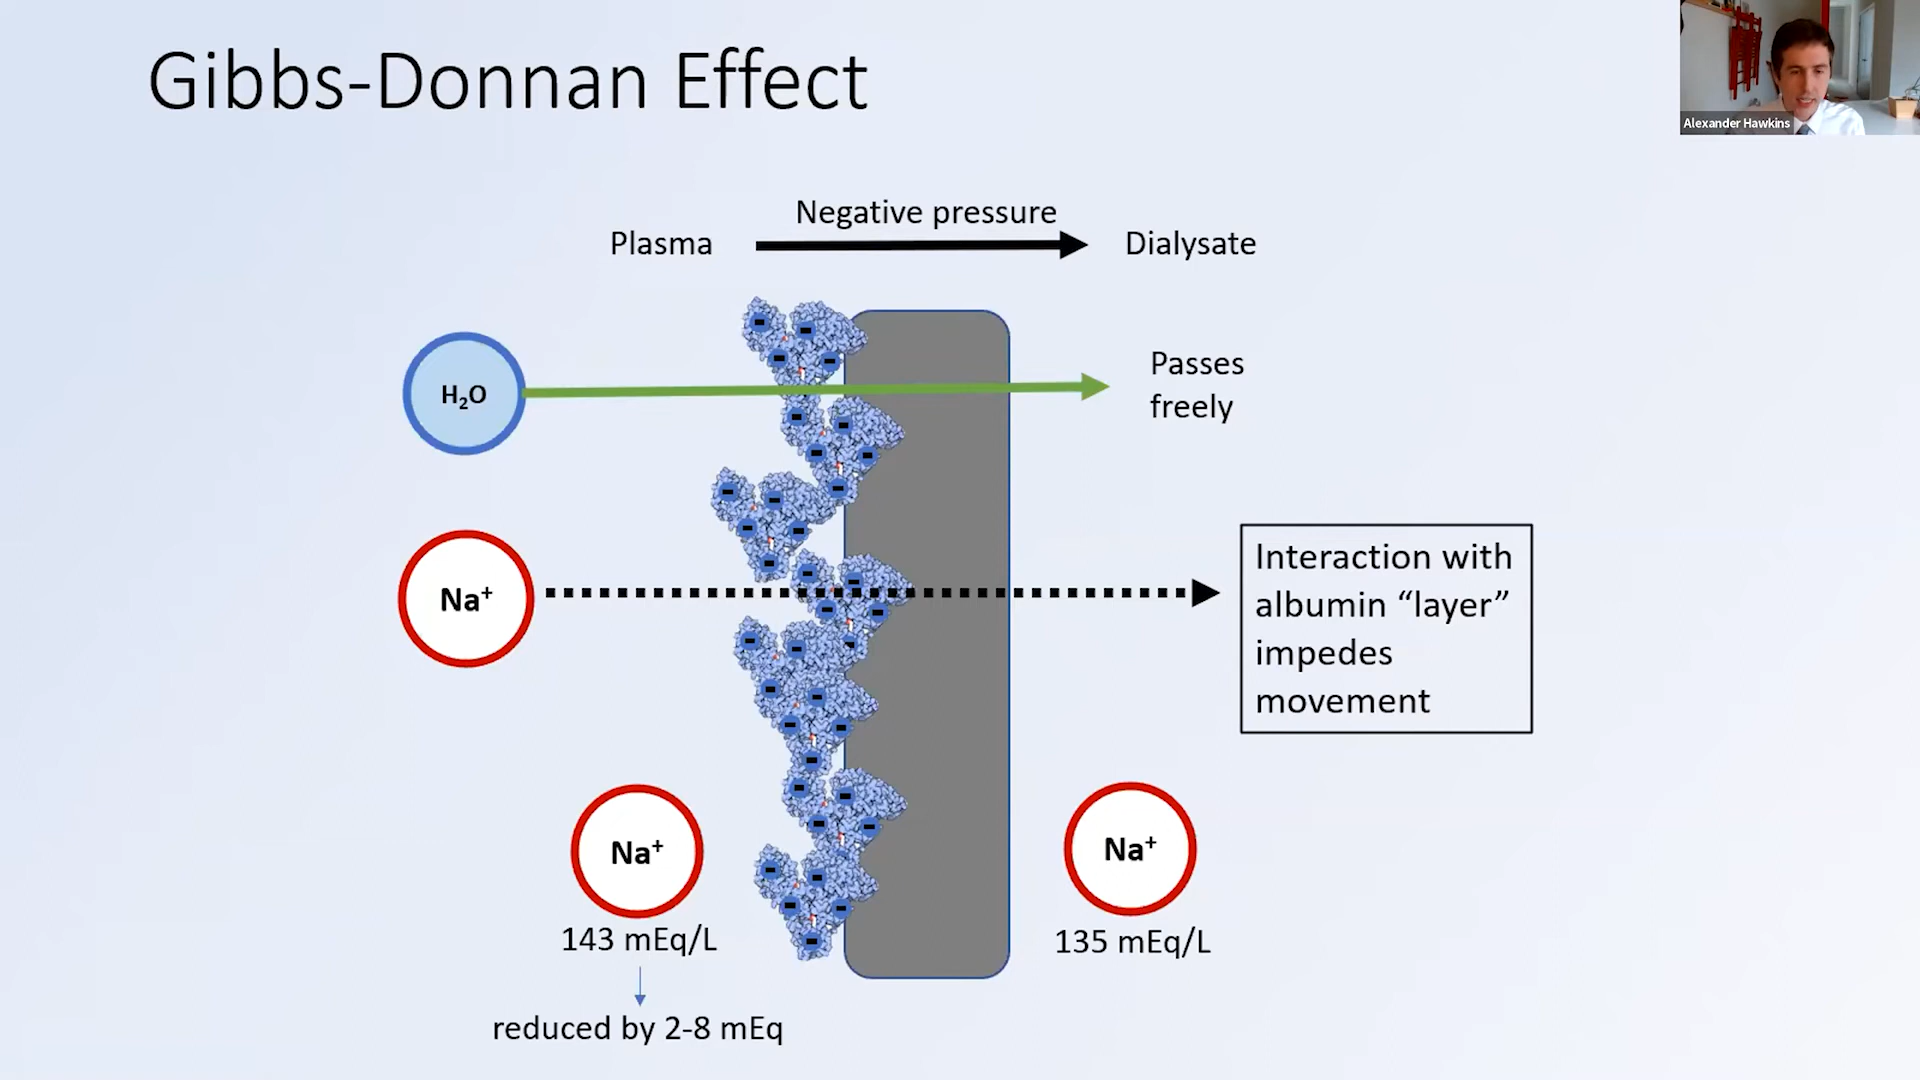 Gibbs-Donnan Effect
Alexander Hawkins
Negative pressure
Plasma
Dialysate
H₂O
Passes
freely
Na⁺
Interaction with
albumin “layer”
impedes
movement
Na⁺
Na⁺
143 mEq/L
135 mEq/L
reduced by 2-8 mEq